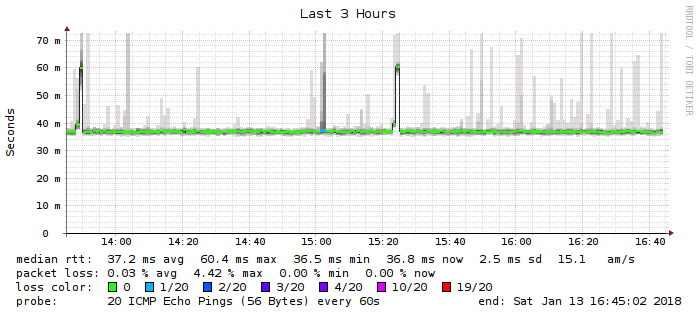 Last 3 Hours
RRDTOOL / TOBI OETIKER
Seconds
70 m
60 m
50 m
40 m
30 m
20 m
10 m
0
14:00 14:20 14:40 15:00 15:20 15:40 16:00 16:20 16:40
median rtt: 37.2 ms avg 60.4 ms max 36.5 ms min 36.8 ms now 2.5 ms sd 15.1 am/s
packet loss: 0.03 % avg 4.42 % max 0.00 % min 0.00 % now
loss color: 0 1/20 2/20 3/20 4/20 10/20 19/20
probe: 20 ICMP Echo Pings (56 Bytes) every 60s end: Sat Jan 13 16:45:02 2018